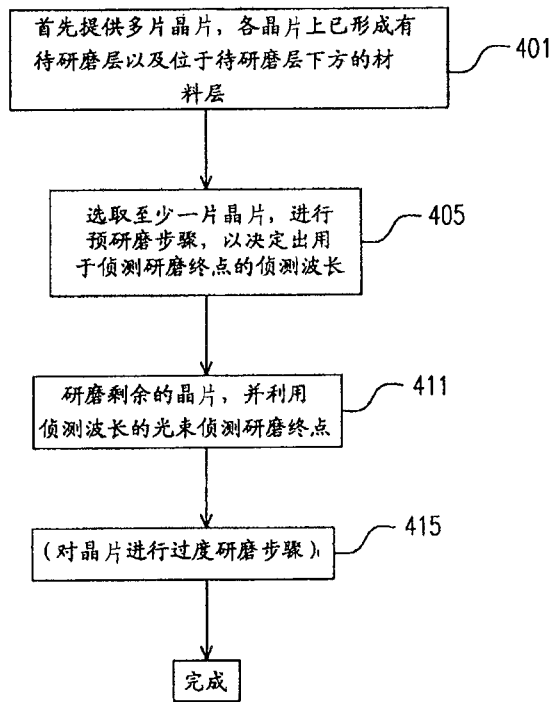 首先提供多片晶片，各晶片上已形成有
待研磨层以及位于待研磨层下方的材
料层
401
选取至少一片晶片，进行
预研磨步骤，以决定出用
于侦测研磨终点的侦测波长
405
研磨剩余的晶片，并利用
侦测波长的光束侦测研磨终点
411
(对晶片进行过度研磨步骤)
415
完成